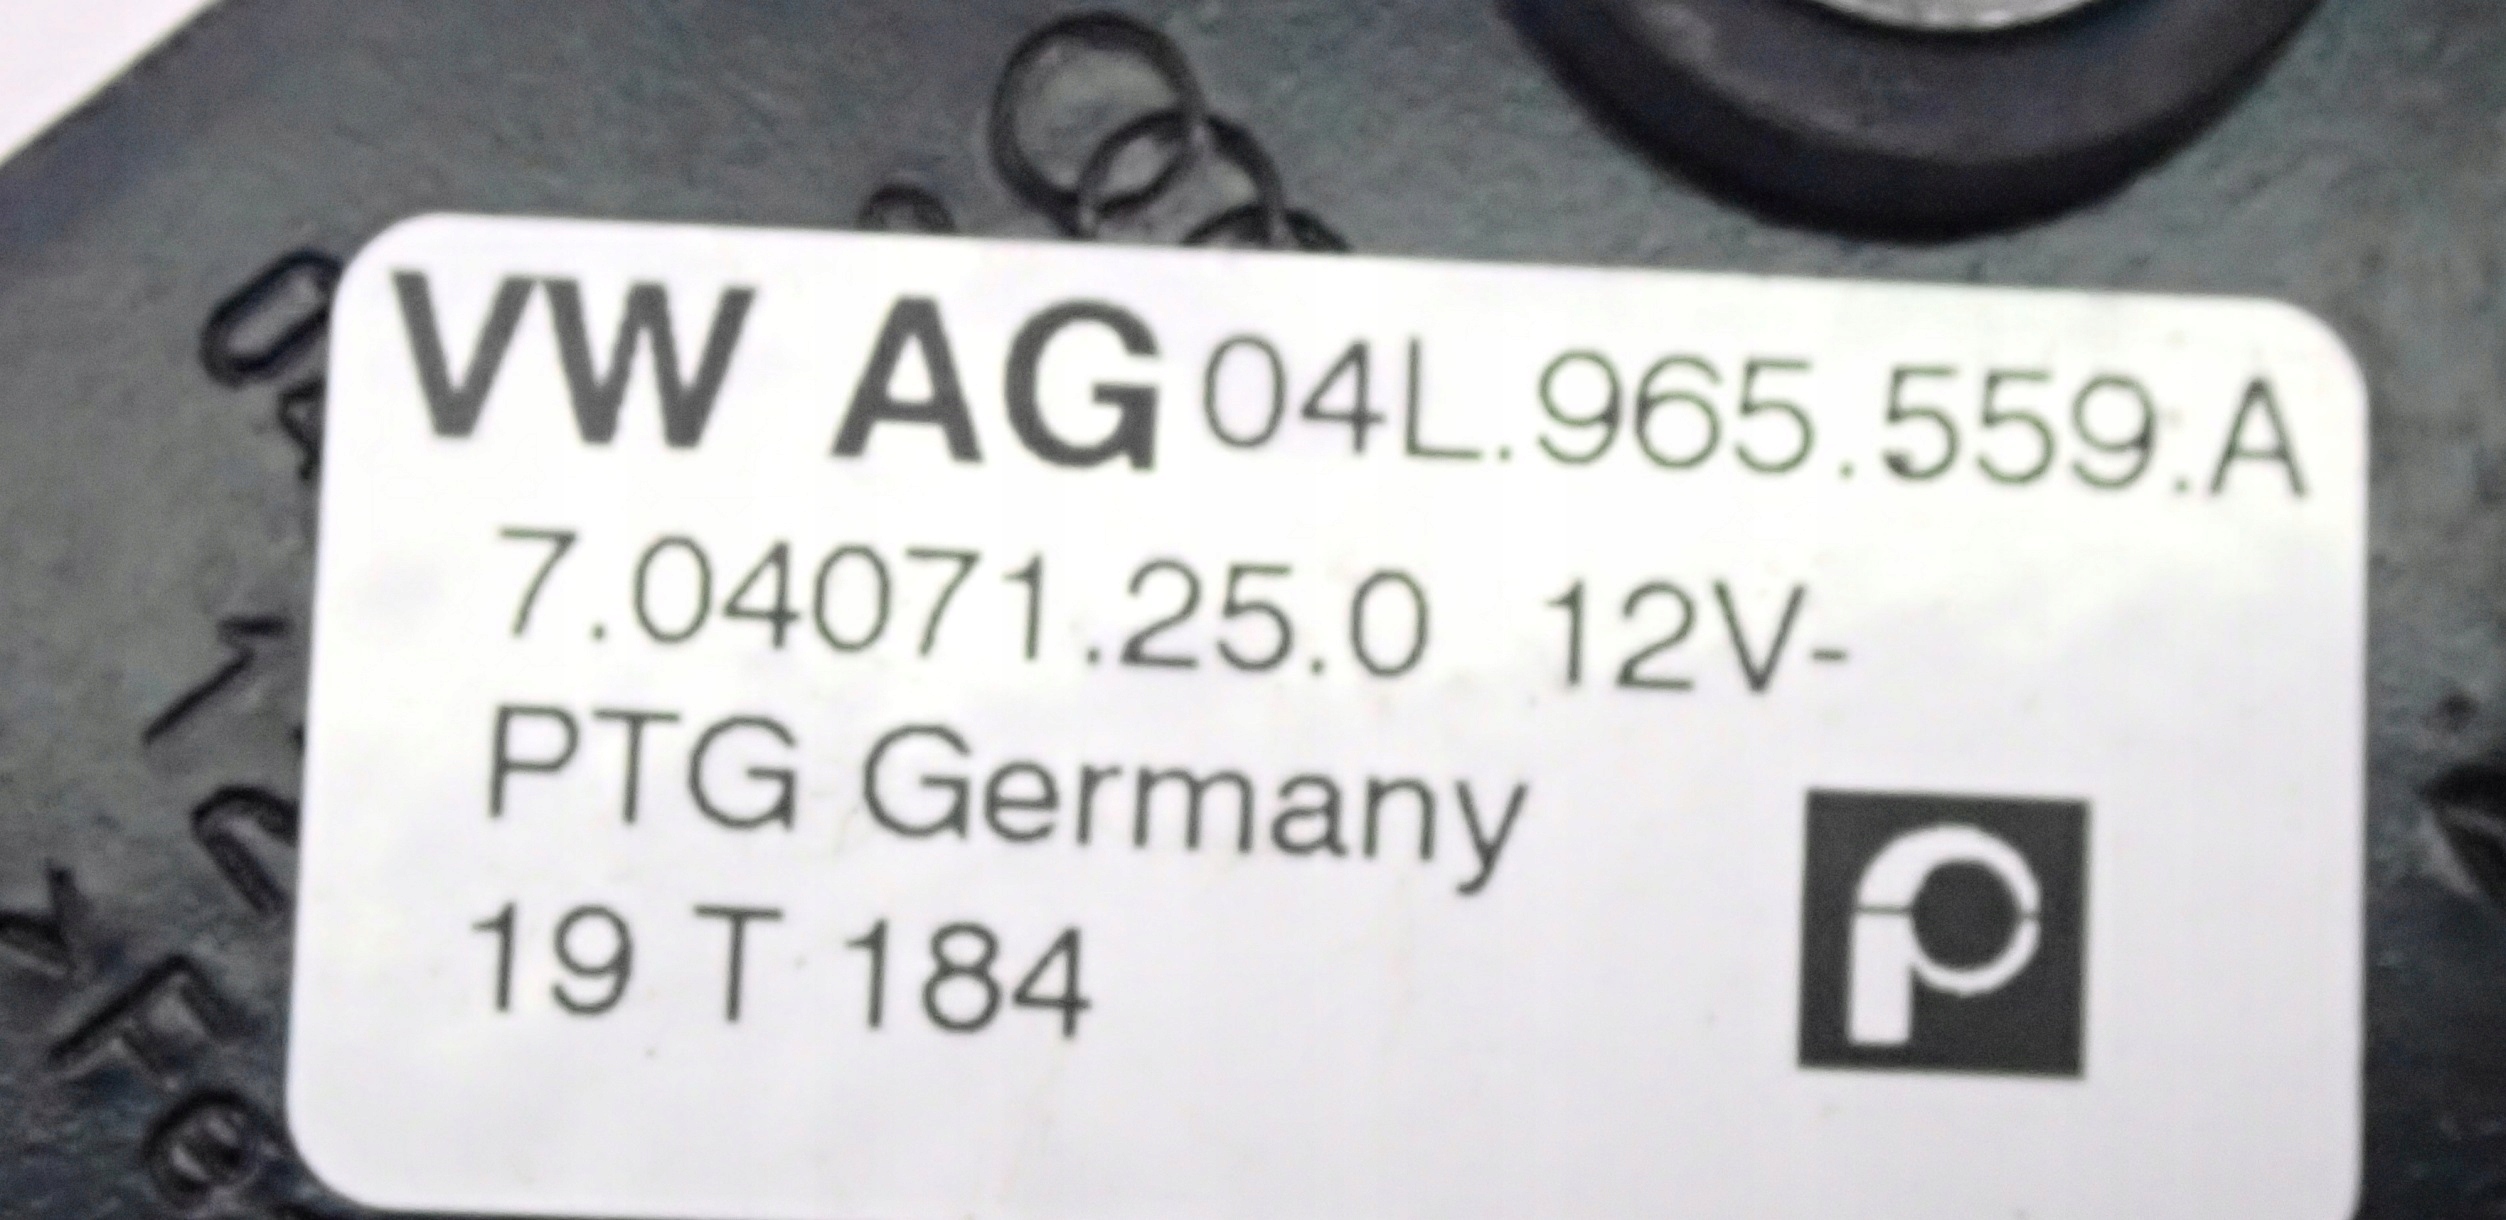 VW AG 04L.965.559.A
7.04071.25.0 12V-
PTG Germany
19 T 184